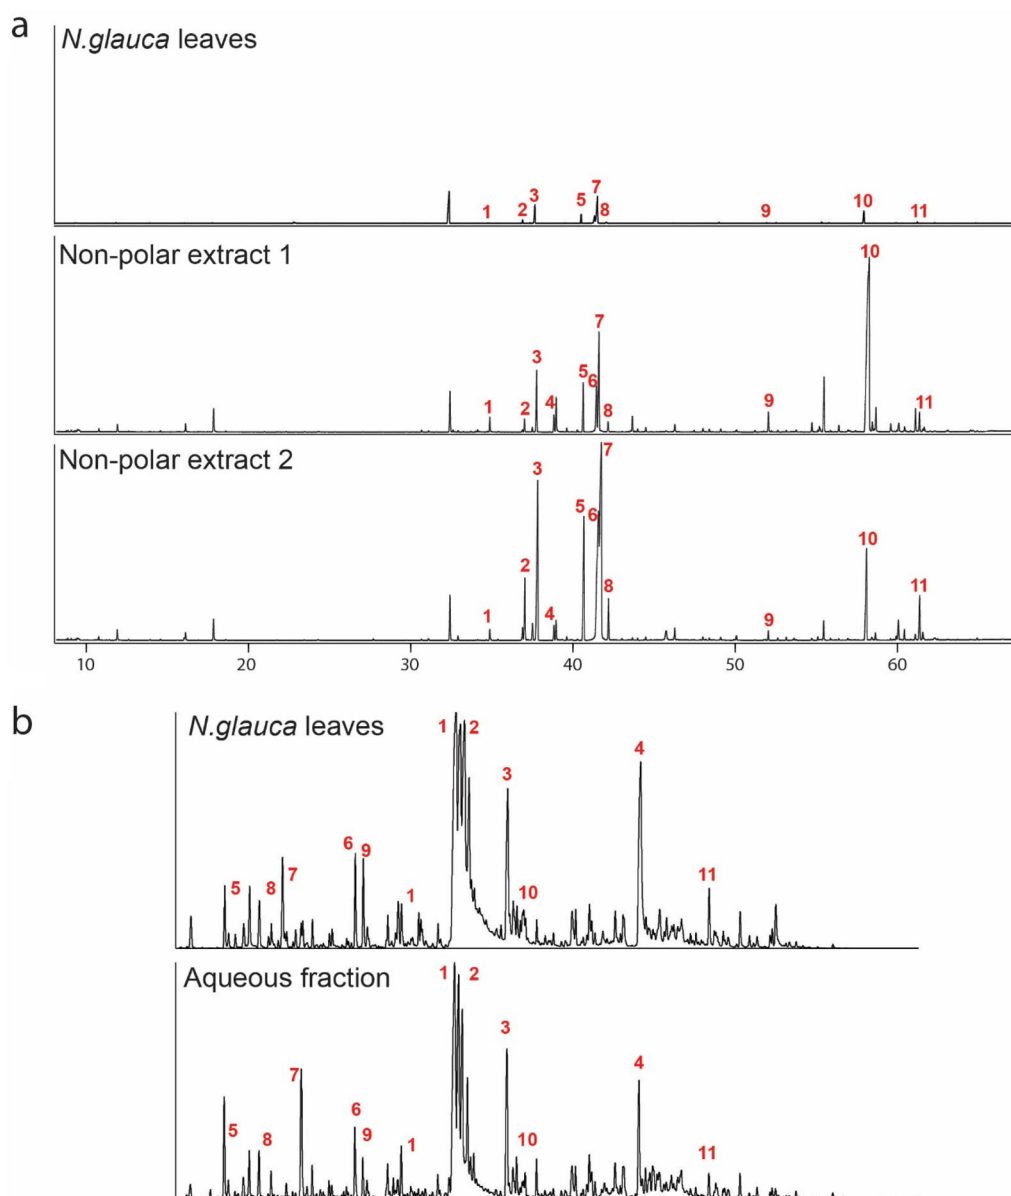 a
N.glauca leaves
1 2 3 5 7 8 9 10 11
Non-polar extract 1
1 2 3 4 5 6 7 8 9 10 11
Non-polar extract 2
1 2 3 4 5 6 7 8 9 10 11
10 20 30 40 50 60
b
N.glauca leaves
5 8 7 6 9 1 1 2 3 10 4 11
Aqueous fraction
5 8 7 6 9 1 1 2 3 10 4 11